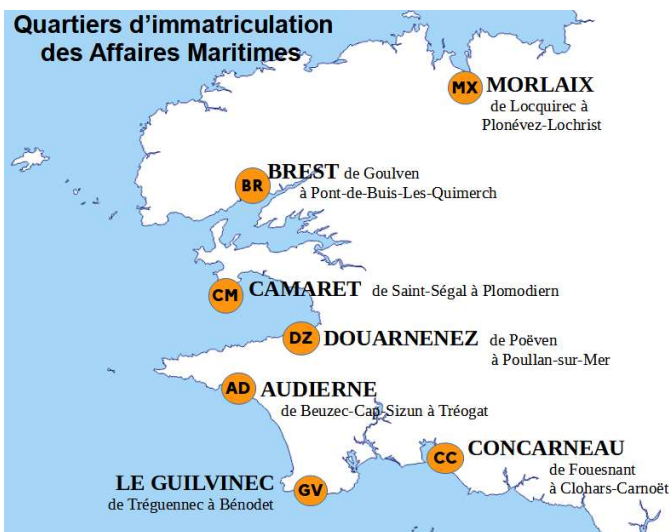 Quartiers d’immatriculation
des Affaires Maritimes
MX MORLAIX
de Locquirec à
Plonévez-Lochrist
BR BREST de Goulven
à Pont-de-Buis-Les-Quimerch
CM CAMARET de Saint-Ségal à Plomodiern
DZ DOUARNENEZ de Poëven
à Poullan-sur-Mer
AD AUDIERNE
de Beuzec-Cap-Sizun à Tréogat
CC CONCARNEAU
de Fouesnant
à Clohars-Carnoët
LE GUILVINEC GV
de Tréguennec à Bénodet